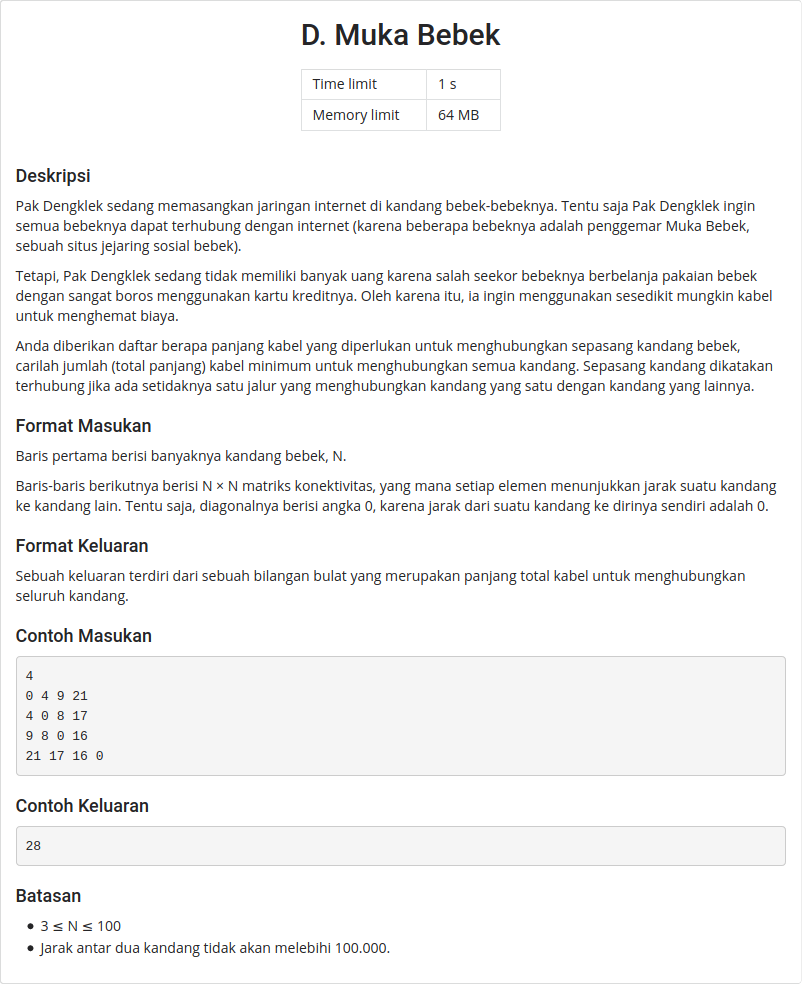 D. Muka Bebek
Time limit 1 s
Memory limit 64 MB
Deskripsi
Pak Dengklek sedang memasangkan jaringan internet di kandang bebek-bebeknya. Tentu saja Pak Dengklek ingin
semua bebeknya dapat terhubung dengan internet (karena beberapa bebeknya adalah penggemar Muka Bebek,
sebuah situs jejaring sosial bebek).
Tetapi, Pak Dengklek sedang tidak memiliki banyak uang karena salah seekor bebeknya berbelanja pakaian bebek
dengan sangat boros menggunakan kartu kreditnya. Oleh karena itu, ia ingin menggunakan sesedikit mungkin kabel
untuk menghemat biaya.
Anda diberikan daftar berapa panjang kabel yang diperlukan untuk menghubungkan sepasang kandang bebek,
carilah jumlah (total panjang) kabel minimum untuk menghubungkan semua kandang. Sepasang kandang dikatakan
terhubung jika ada setidaknya satu jalur yang menghubungkan kandang yang satu dengan kandang yang lainnya.
Format Masukan
Baris pertama berisi banyaknya kandang bebek, N.
Baris-baris berikutnya berisi N × N matriks konektivitas, yang mana setiap elemen menunjukkan jarak suatu kandang
ke kandang lain. Tentu saja, diagonalnya berisi angka 0, karena jarak dari suatu kandang ke dirinya sendiri adalah 0.
Format Keluaran
Sebuah keluaran terdiri dari sebuah bilangan bulat yang merupakan panjang total kabel untuk menghubungkan
seluruh kandang.
Contoh Masukan
4
0 4 9 21
4 0 8 17
9 8 0 16
21 17 16 0
Contoh Keluaran
28
Batasan
• 3 ≤ N ≤ 100
• Jarak antar dua kandang tidak akan melebihi 100.000.